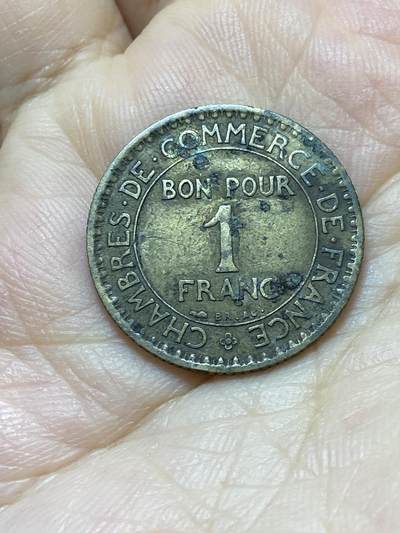 CHAMBRES·DE·COMMERCE·DE·FRANCE
BON POUR
1
FRANC